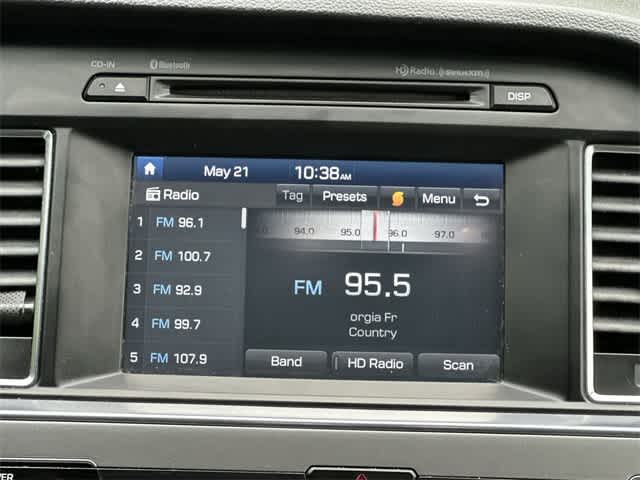 CD-IN Bluetooth HD Radio (SiriusXM)
DISP
May 21 10:38AM
Radio Tag Presets Menu
94.0 95.0 96.0 97.0
1 FM 96.1
2 FM 100.7
3 FM 92.9
4 FM 99.7
5 FM 107.9
FM 95.5
orgia Fr
Country
Band HD Radio Scan